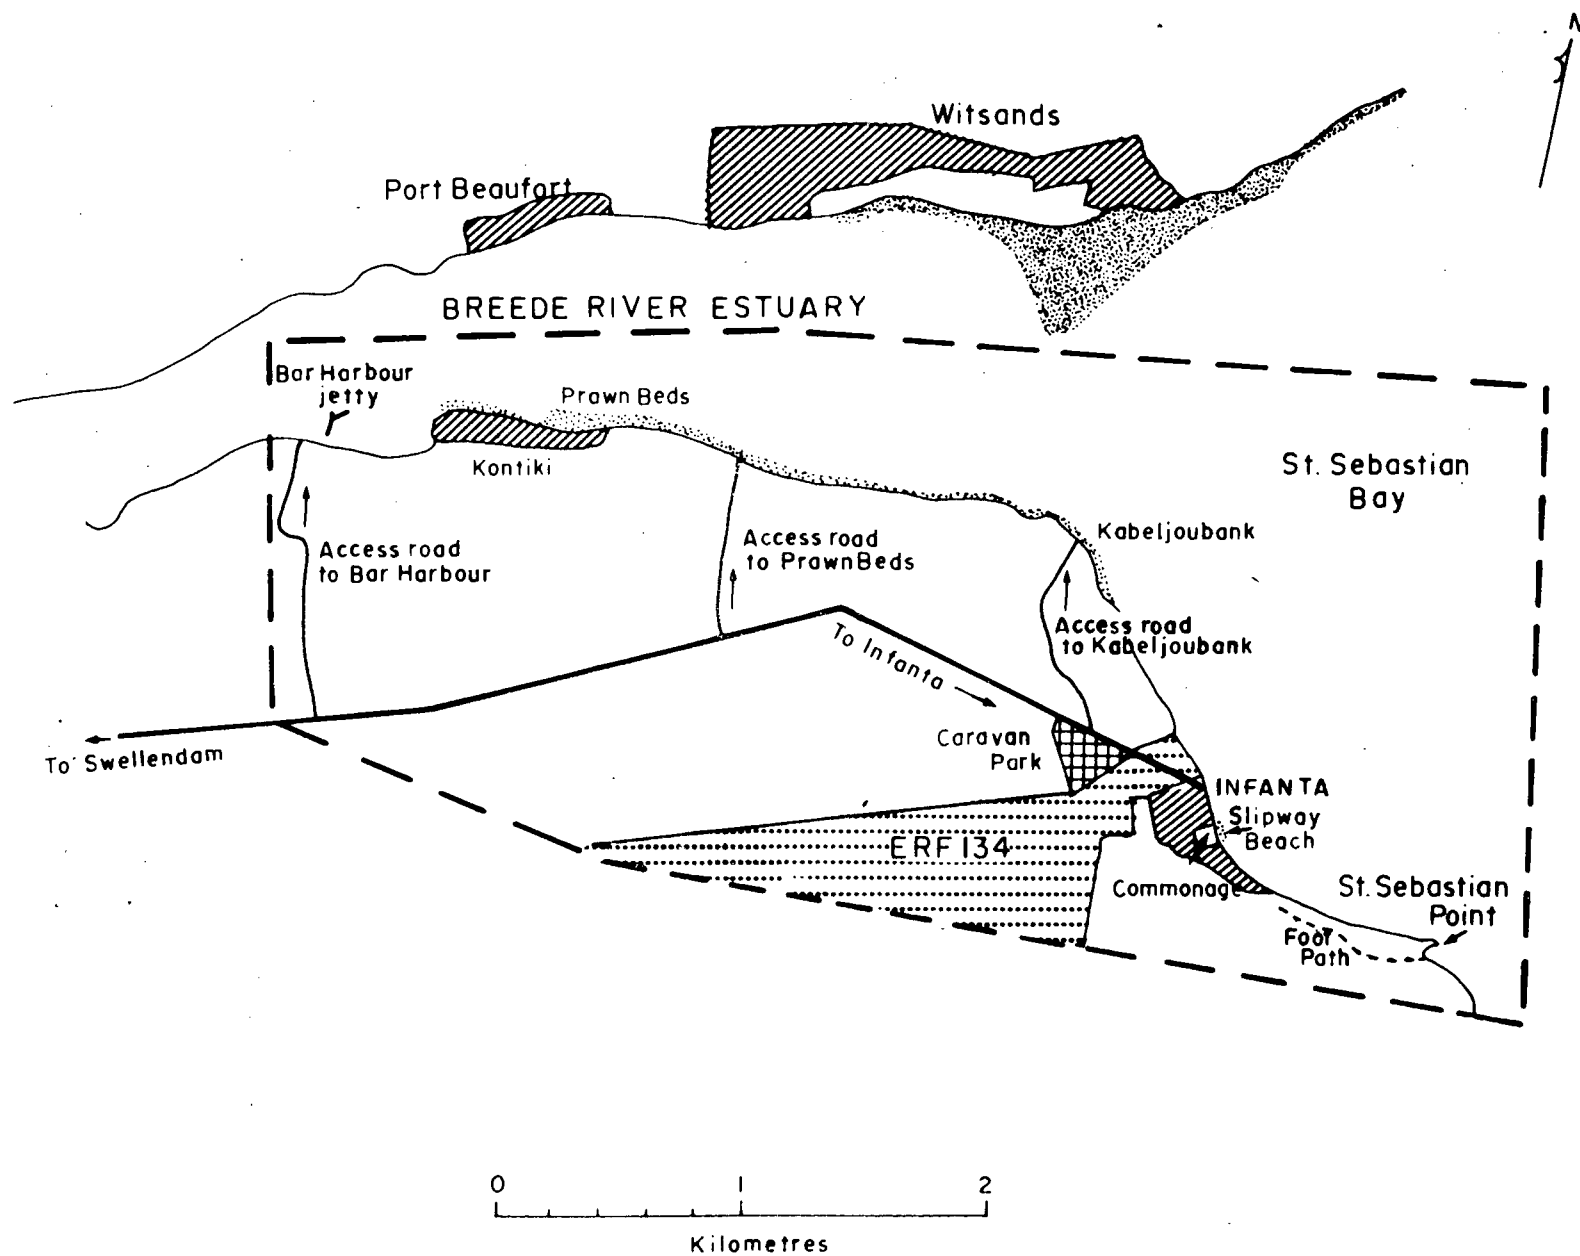 N
Witsands
Port Beaufort
BREEDE RIVER ESTUARY
Bar Harbour
jetty
Prawn Beds
Kontiki
St. Sebastian
Bay
Kabeljoubank
Access road
to Bar Harbour
Access road
to Prawn Beds
Access road
to Kabeljoubank
To Infanta
To Swellendam
Caravan
Park
INFANTA
Slipway
Beach
ERF 134
Commonage
St. Sebastian
Point
Foot
Path
0 1 2
Kilometres